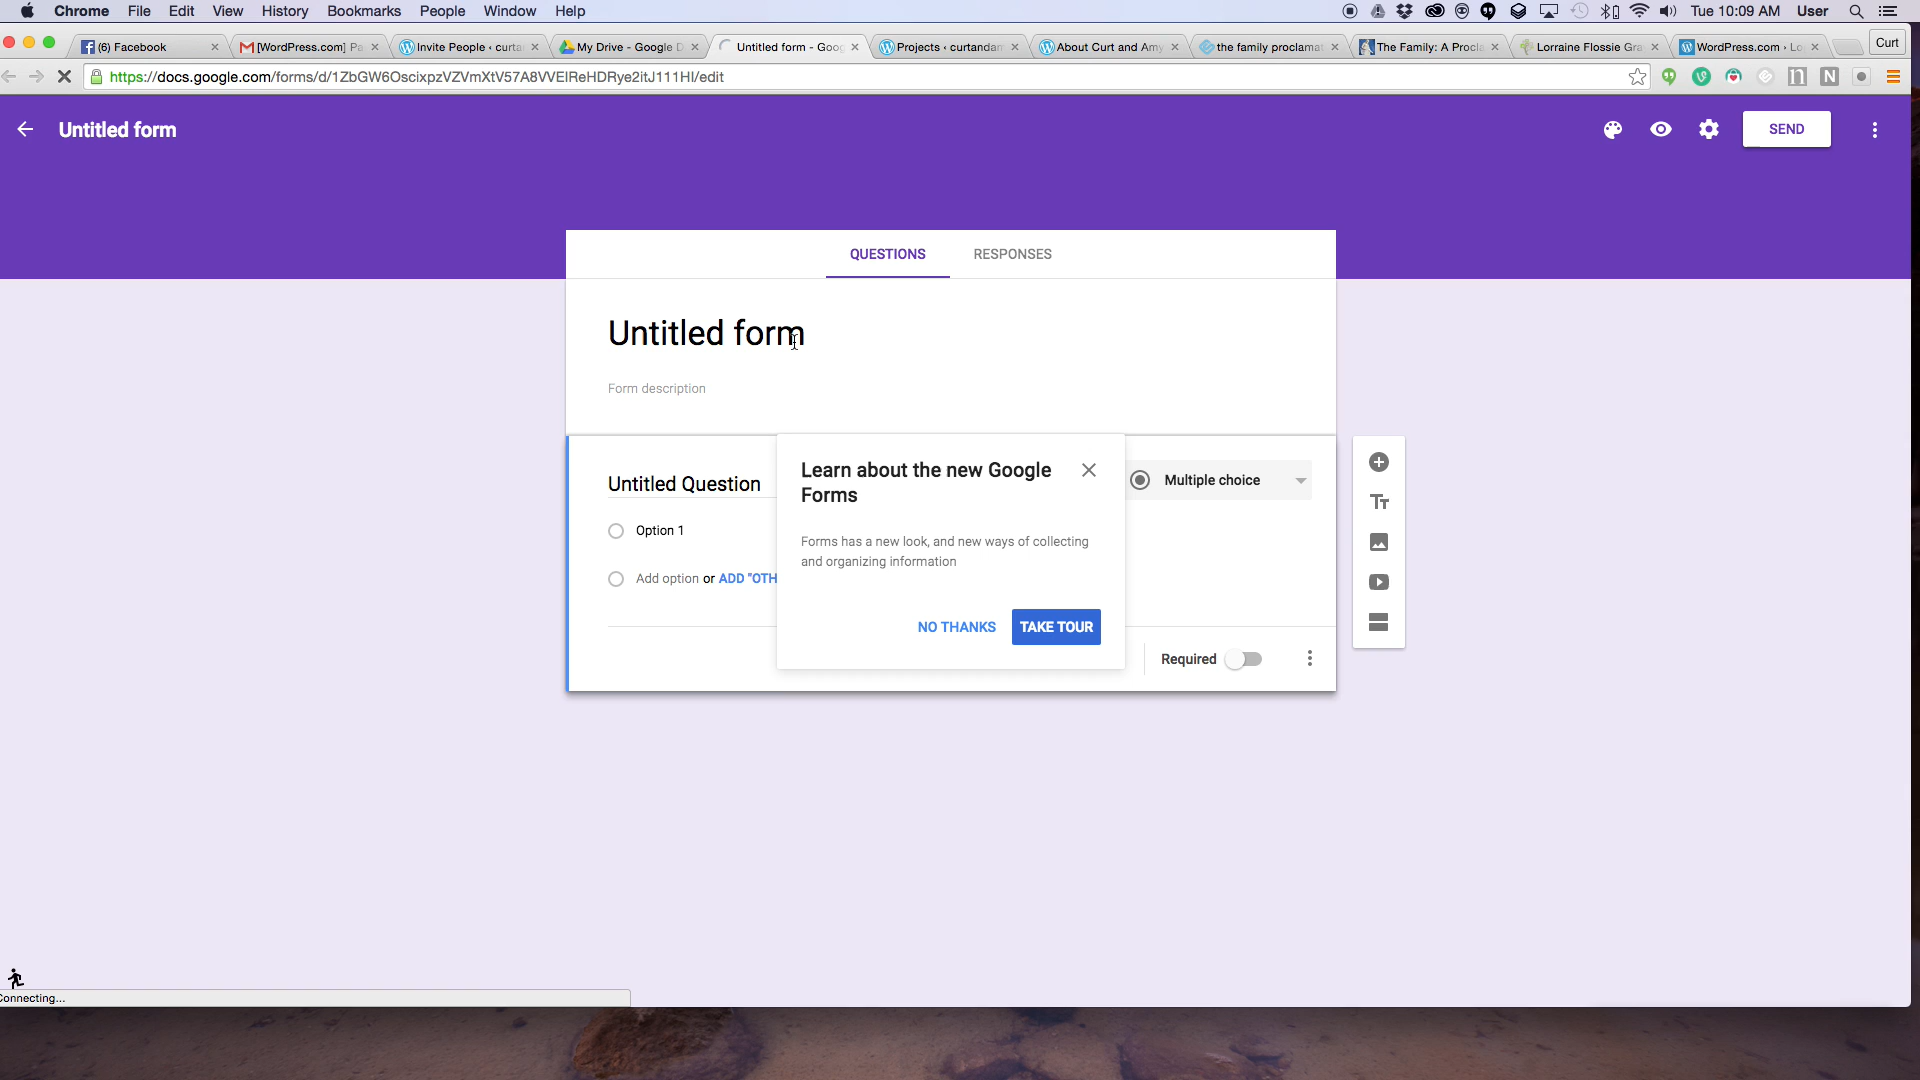 Chrome File Edit View History Bookmarks People Window Help Tue 10:09 AM User
(6) Facebook [WordPress.com] P Invite People ‹ curta My Drive - Google D Untitled form - Goog Projects ‹ curtandam About Curt and Amy the family proclamat The Family: A Procla Lorraine Flossie Gra WordPress.com › Lo Curt
https://docs.google.com/forms/d/1ZbGW6OscixpzVZVmXtV57A8VVEIReHDRye2itJ111HI/edit
Untitled form SEND
QUESTIONS RESPONSES
Untitled form
Form description
Learn about the new Google
Forms
Forms has a new look, and new ways of collecting
and organizing information
NO THANKS TAKE TOUR
Untitled Question Multiple choice
Option 1
Add option or ADD "OTH
Required
Connecting...